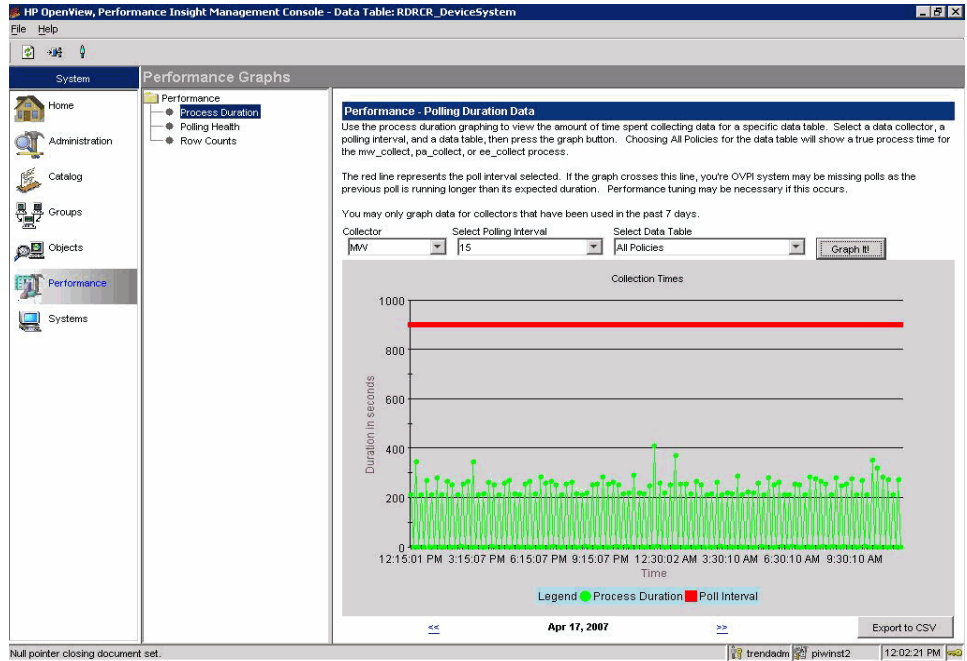 HP OpenView, Performance Insight Management Console - Data Table: RDRCR_DeviceSystem
File Help
System
Performance Graphs
Home
Administration
Catalog
Groups
Objects
Performance
Systems
Performance
Process Duration
Polling Health
Row Counts
Performance - Polling Duration Data
Use the process duration graphing to view the amount of time spent collecting data for a specific data table. Select a data collector, a
polling interval, and a data table, then press the graph button. Choosing All Policies for the data table will show a true process time for
the mw_collect, pa_collect, or ee_collect process.
The red line represents the poll interval selected. If the graph crosses this line, you're OVPI system may be missing polls as the
previous poll is running longer than its expected duration. Performance tuning may be necessary if this occurs.
You may only graph data for collectors that have been used in the past 7 days.
Collector Select Polling Interval Select Data Table
MW 15 All Policies Graph It!
Collection Times
1000
800
600
400
200
0
Duration in seconds
12:15:01 PM 3:15:07 PM 6:15:07 PM 9:15:07 PM 12:30:02 AM 3:30:10 AM 6:30:10 AM 9:30:10 AM
Time
Legend Process Duration Poll Interval
<< Apr 17, 2007 >> Export to CSV
Null pointer closing document set. trendadm piwinst2 12:02:21 PM